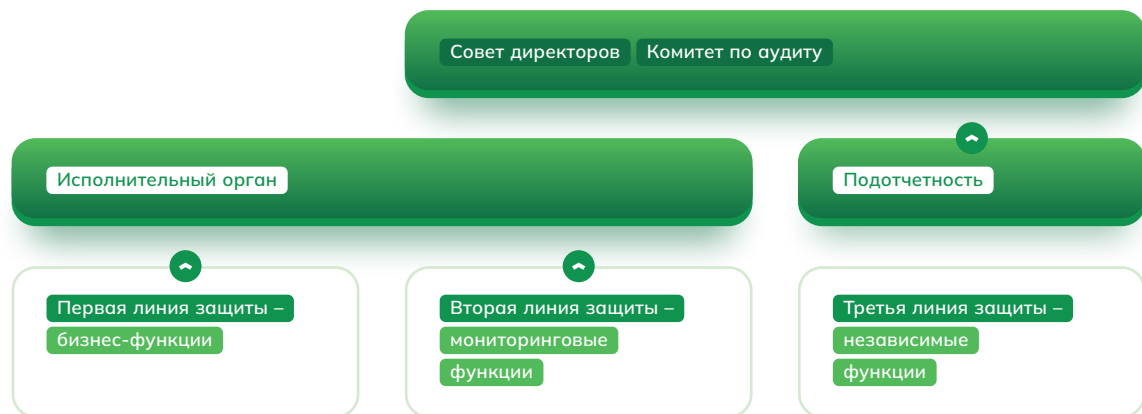 Совет директоров Комитет по аудиту
Исполнительный орган
Подотчетность
Первая линия защиты –
бизнес-функции
Вторая линия защиты –
мониторинговые
функции
Третья линия защиты –
независимые
функции